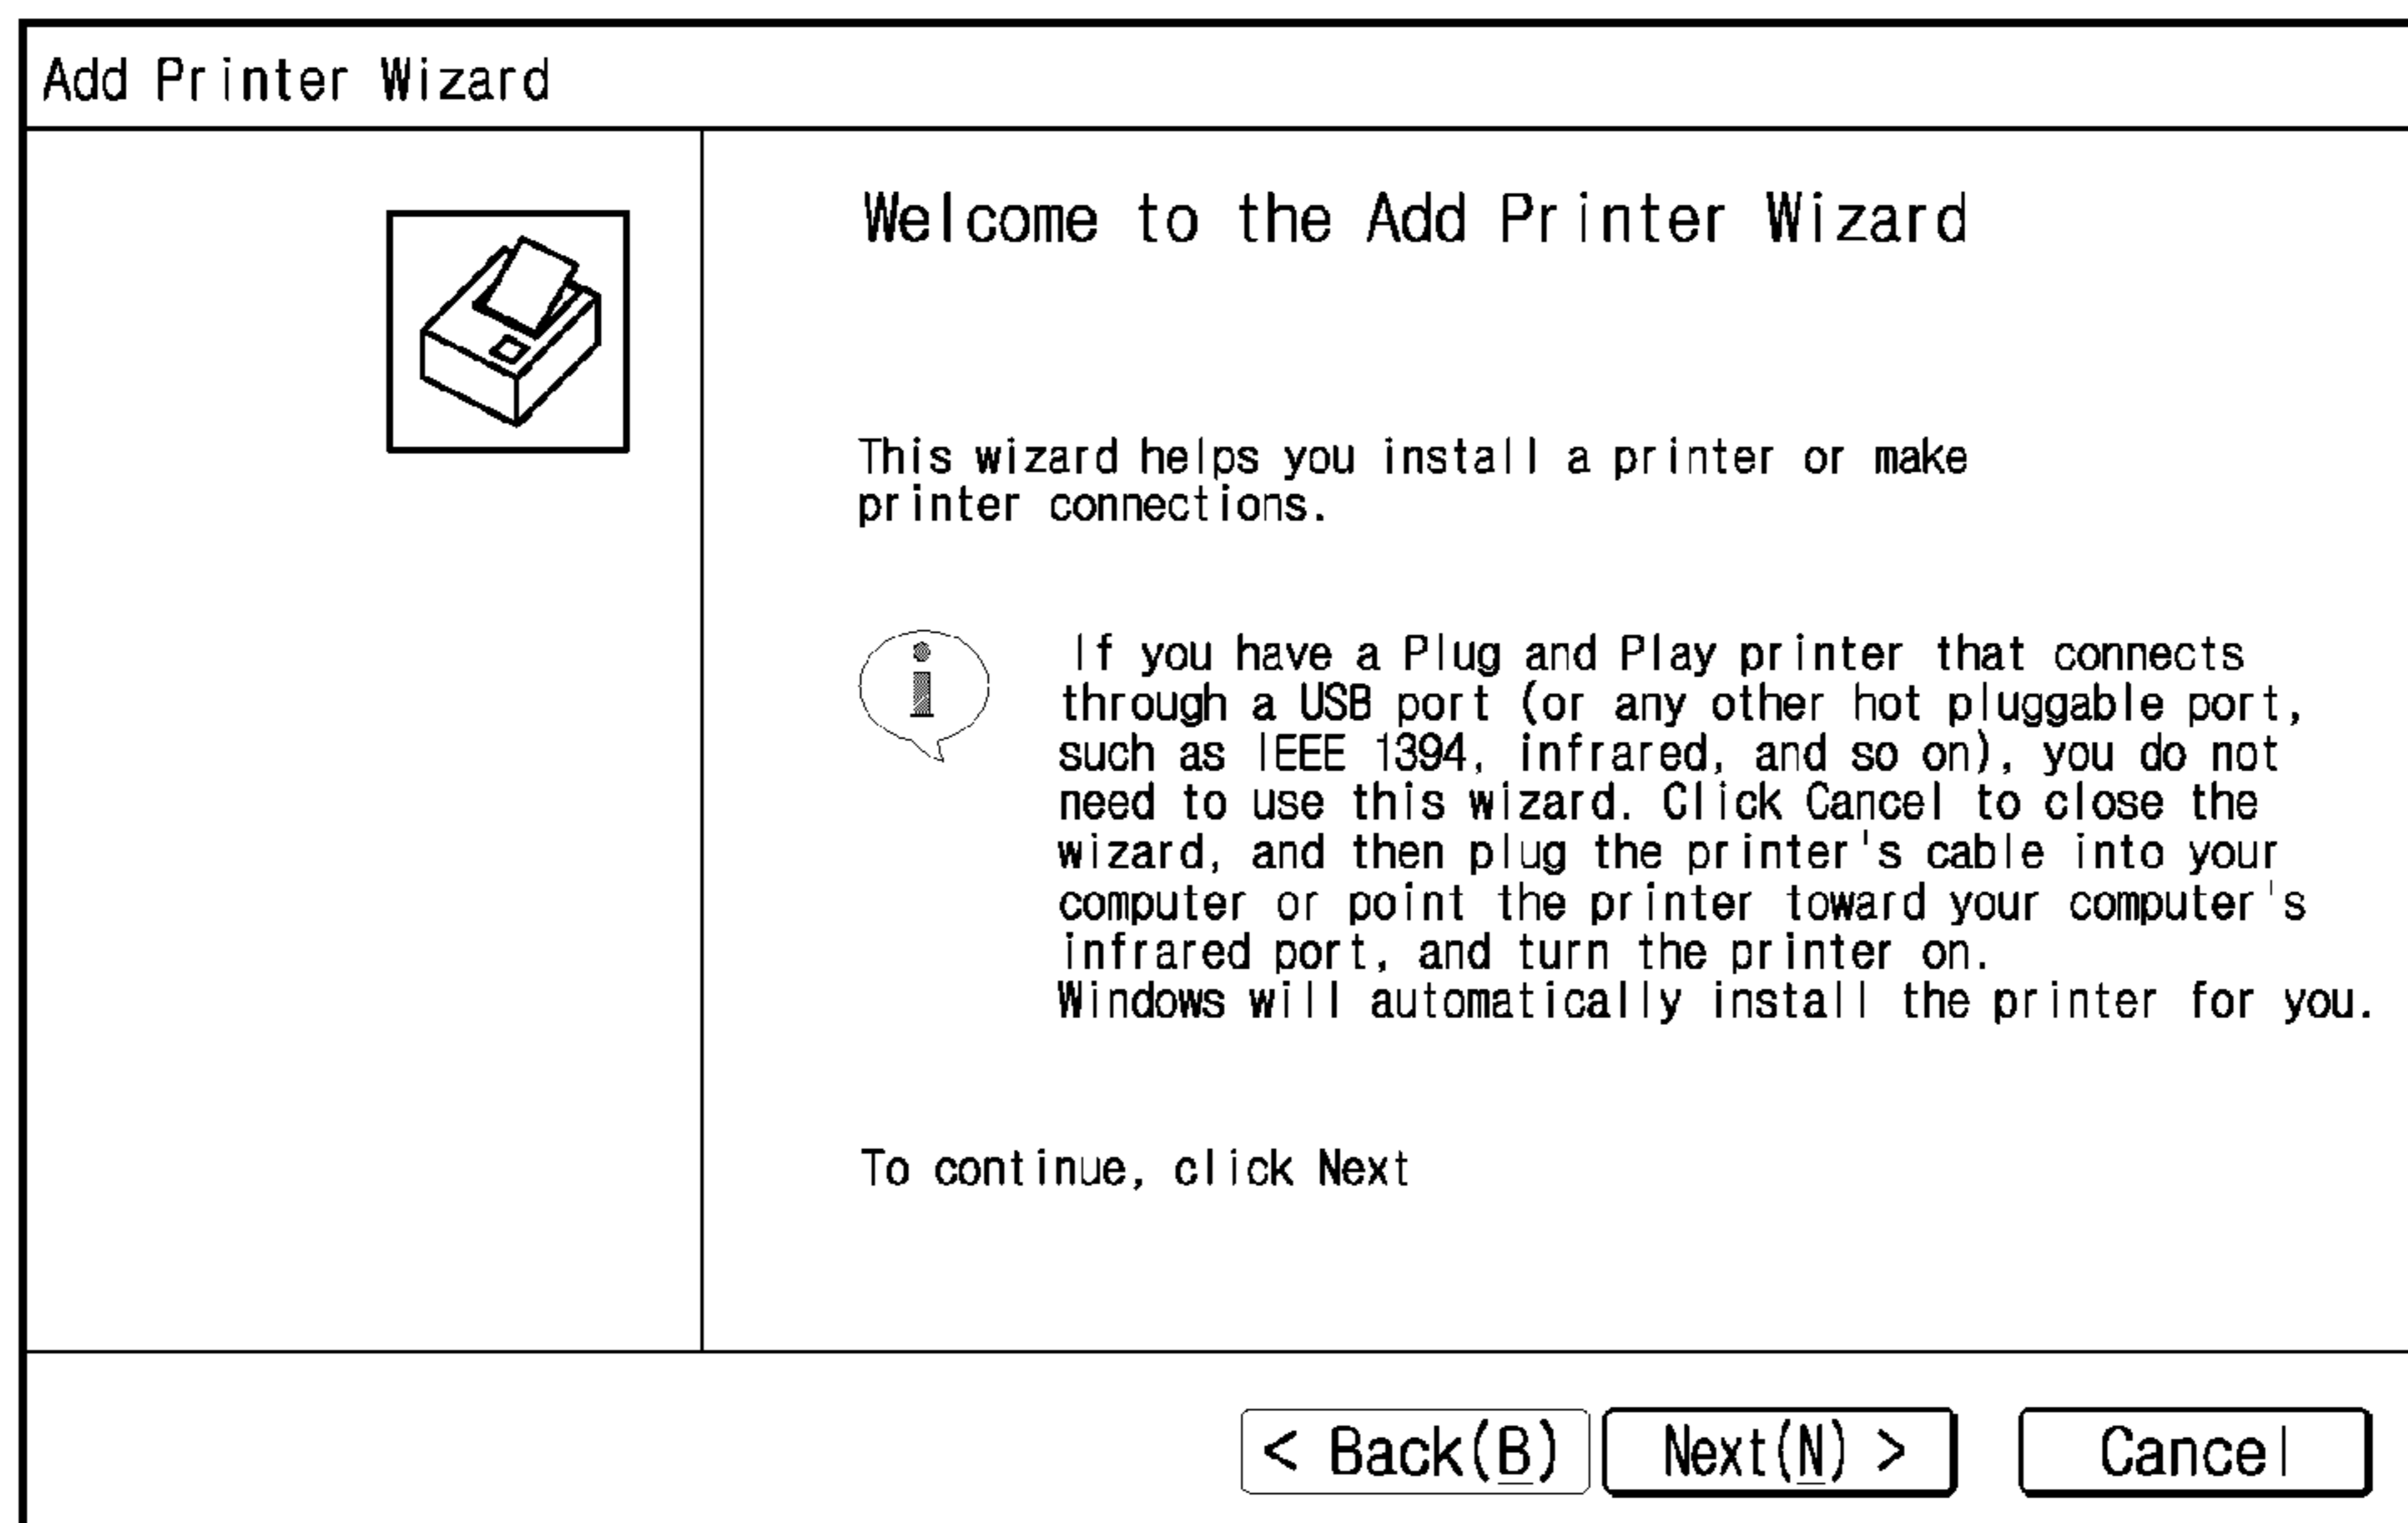 Add Printer Wizard
Welcome to the Add Printer Wizard
This wizard helps you install a printer or make
printer connections.
i
If you have a Plug and Play printer that connects
through a USB port (or any other hot pluggable port,
such as IEEE 1394, infrared, and so on), you do not
need to use this wizard. Click Cancel to close the
wizard, and then plug the printer's cable into your
computer or point the printer toward your computer's
infrared port, and turn the printer on.
Windows will automatically install the printer for you.
To continue, click Next
< Back(B) Next(N) > Cancel